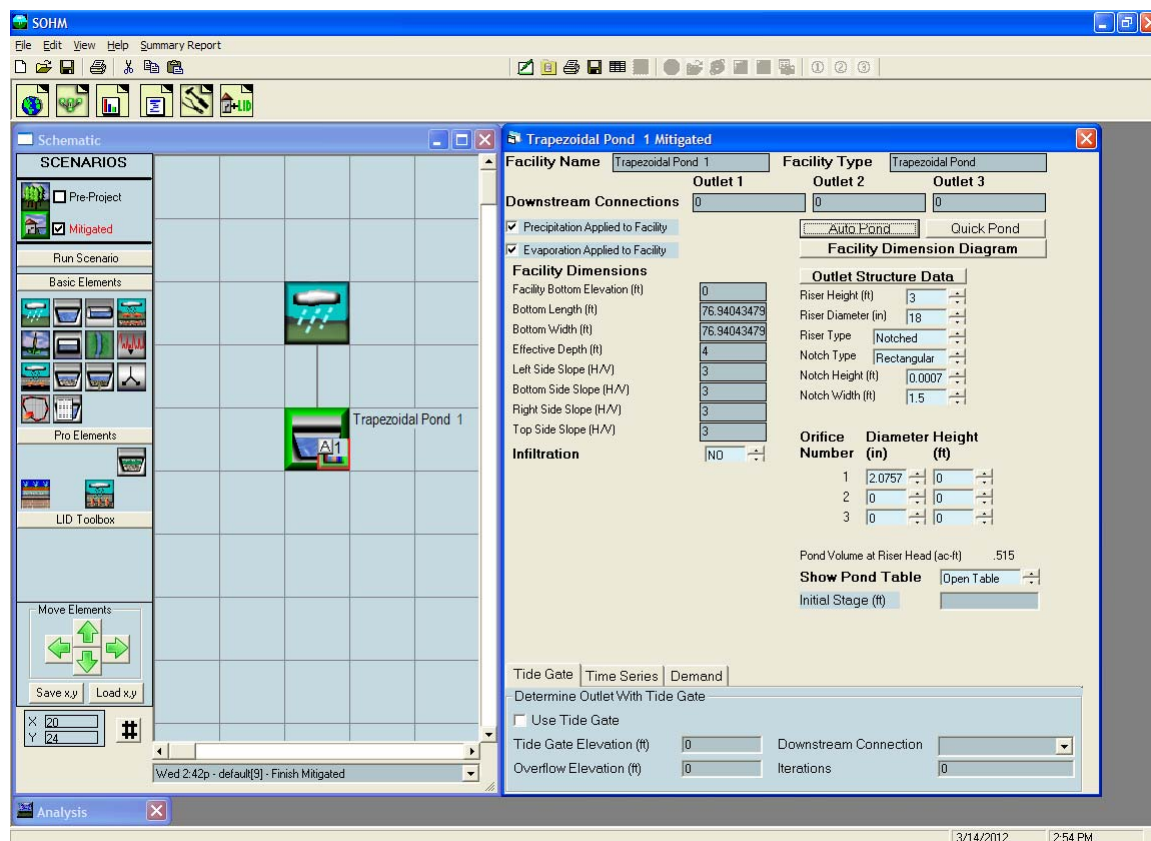 SOHM
File Edit View Help Summary Report
Schematic
SCENARIOS
Pre-Project
Mitigated
Run Scenario
Basic Elements
Pro Elements
LID Toolbox
Move Elements
Save x,y Load x,y
X 20
Y 24
#
Trapezoidal Pond 1
A 1
Wed 2:42p - default[9] - Finish Mitigated
Analysis
+LID
Trapezoidal Pond 1 Mitigated
Facility Name Trapezoidal Pond 1 Facility Type Trapezoidal Pond
Outlet 1 Outlet 2 Outlet 3
Downstream Connections 0 0 0
Precipitation Applied to Facility Auto Pond Quick Pond
Evaporation Applied to Facility Facility Dimension Diagram
Facility Dimensions
Facility Bottom Elevation (ft) 0
Bottom Length (ft) 76.94043479
Bottom Width (ft) 76.94043479
Effective Depth (ft) 4
Left Side Slope (H/V) 3
Bottom Side Slope (H/V) 3
Right Side Slope (H/V) 3
Top Side Slope (H/V) 3
Infiltration NO
Outlet Structure Data
Riser Height (ft) 3
Riser Diameter (in) 18
Riser Type Notched
Notch Type Rectangular
Notch Height (ft) 0.0007
Notch Width (ft) 1.5
Orifice Diameter Height
Number (in) (ft)
1 2.0757 0
2 0 0
3 0 0
Pond Volume at Riser Head (ac-ft) .515
Show Pond Table Open Table
Initial Stage (ft)
Tide Gate Time Series Demand
Determine Outlet With Tide Gate
Use Tide Gate
Tide Gate Elevation (ft) 0 Downstream Connection
Overflow Elevation (ft) 0 Iterations 0
3/14/2012 2:54 PM